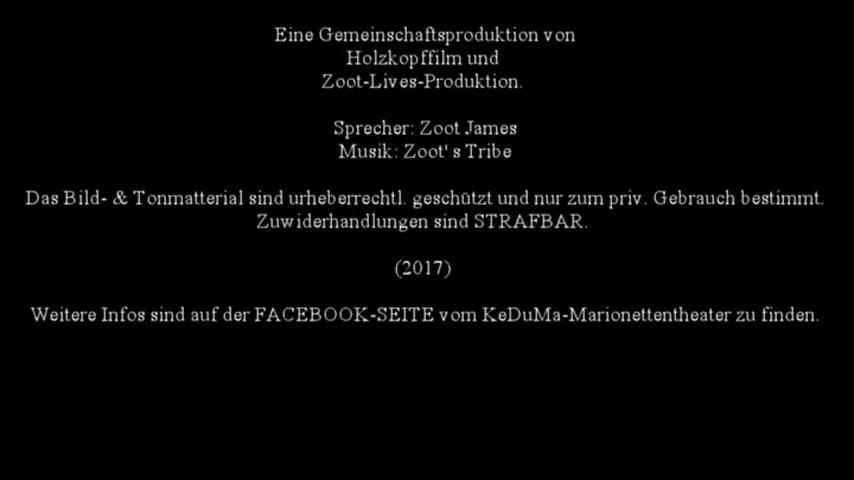 Eine Gemeinschaftsproduktion von
Holzkopffilm und
Zoot-Lives-Produktion.
Sprecher: Zoot James
Musik: Zoot's Tribe
Das Bild- & Tonmatterial sind urheberrechtl. geschützt und nur zum priv. Gebrauch bestimmt.
Zuwiderhandlungen sind STRAFBAR.
(2017)
Weitere Infos sind auf der FACEBOOK-SEITE vom KeDuMa-Marionettentheater zu finden.